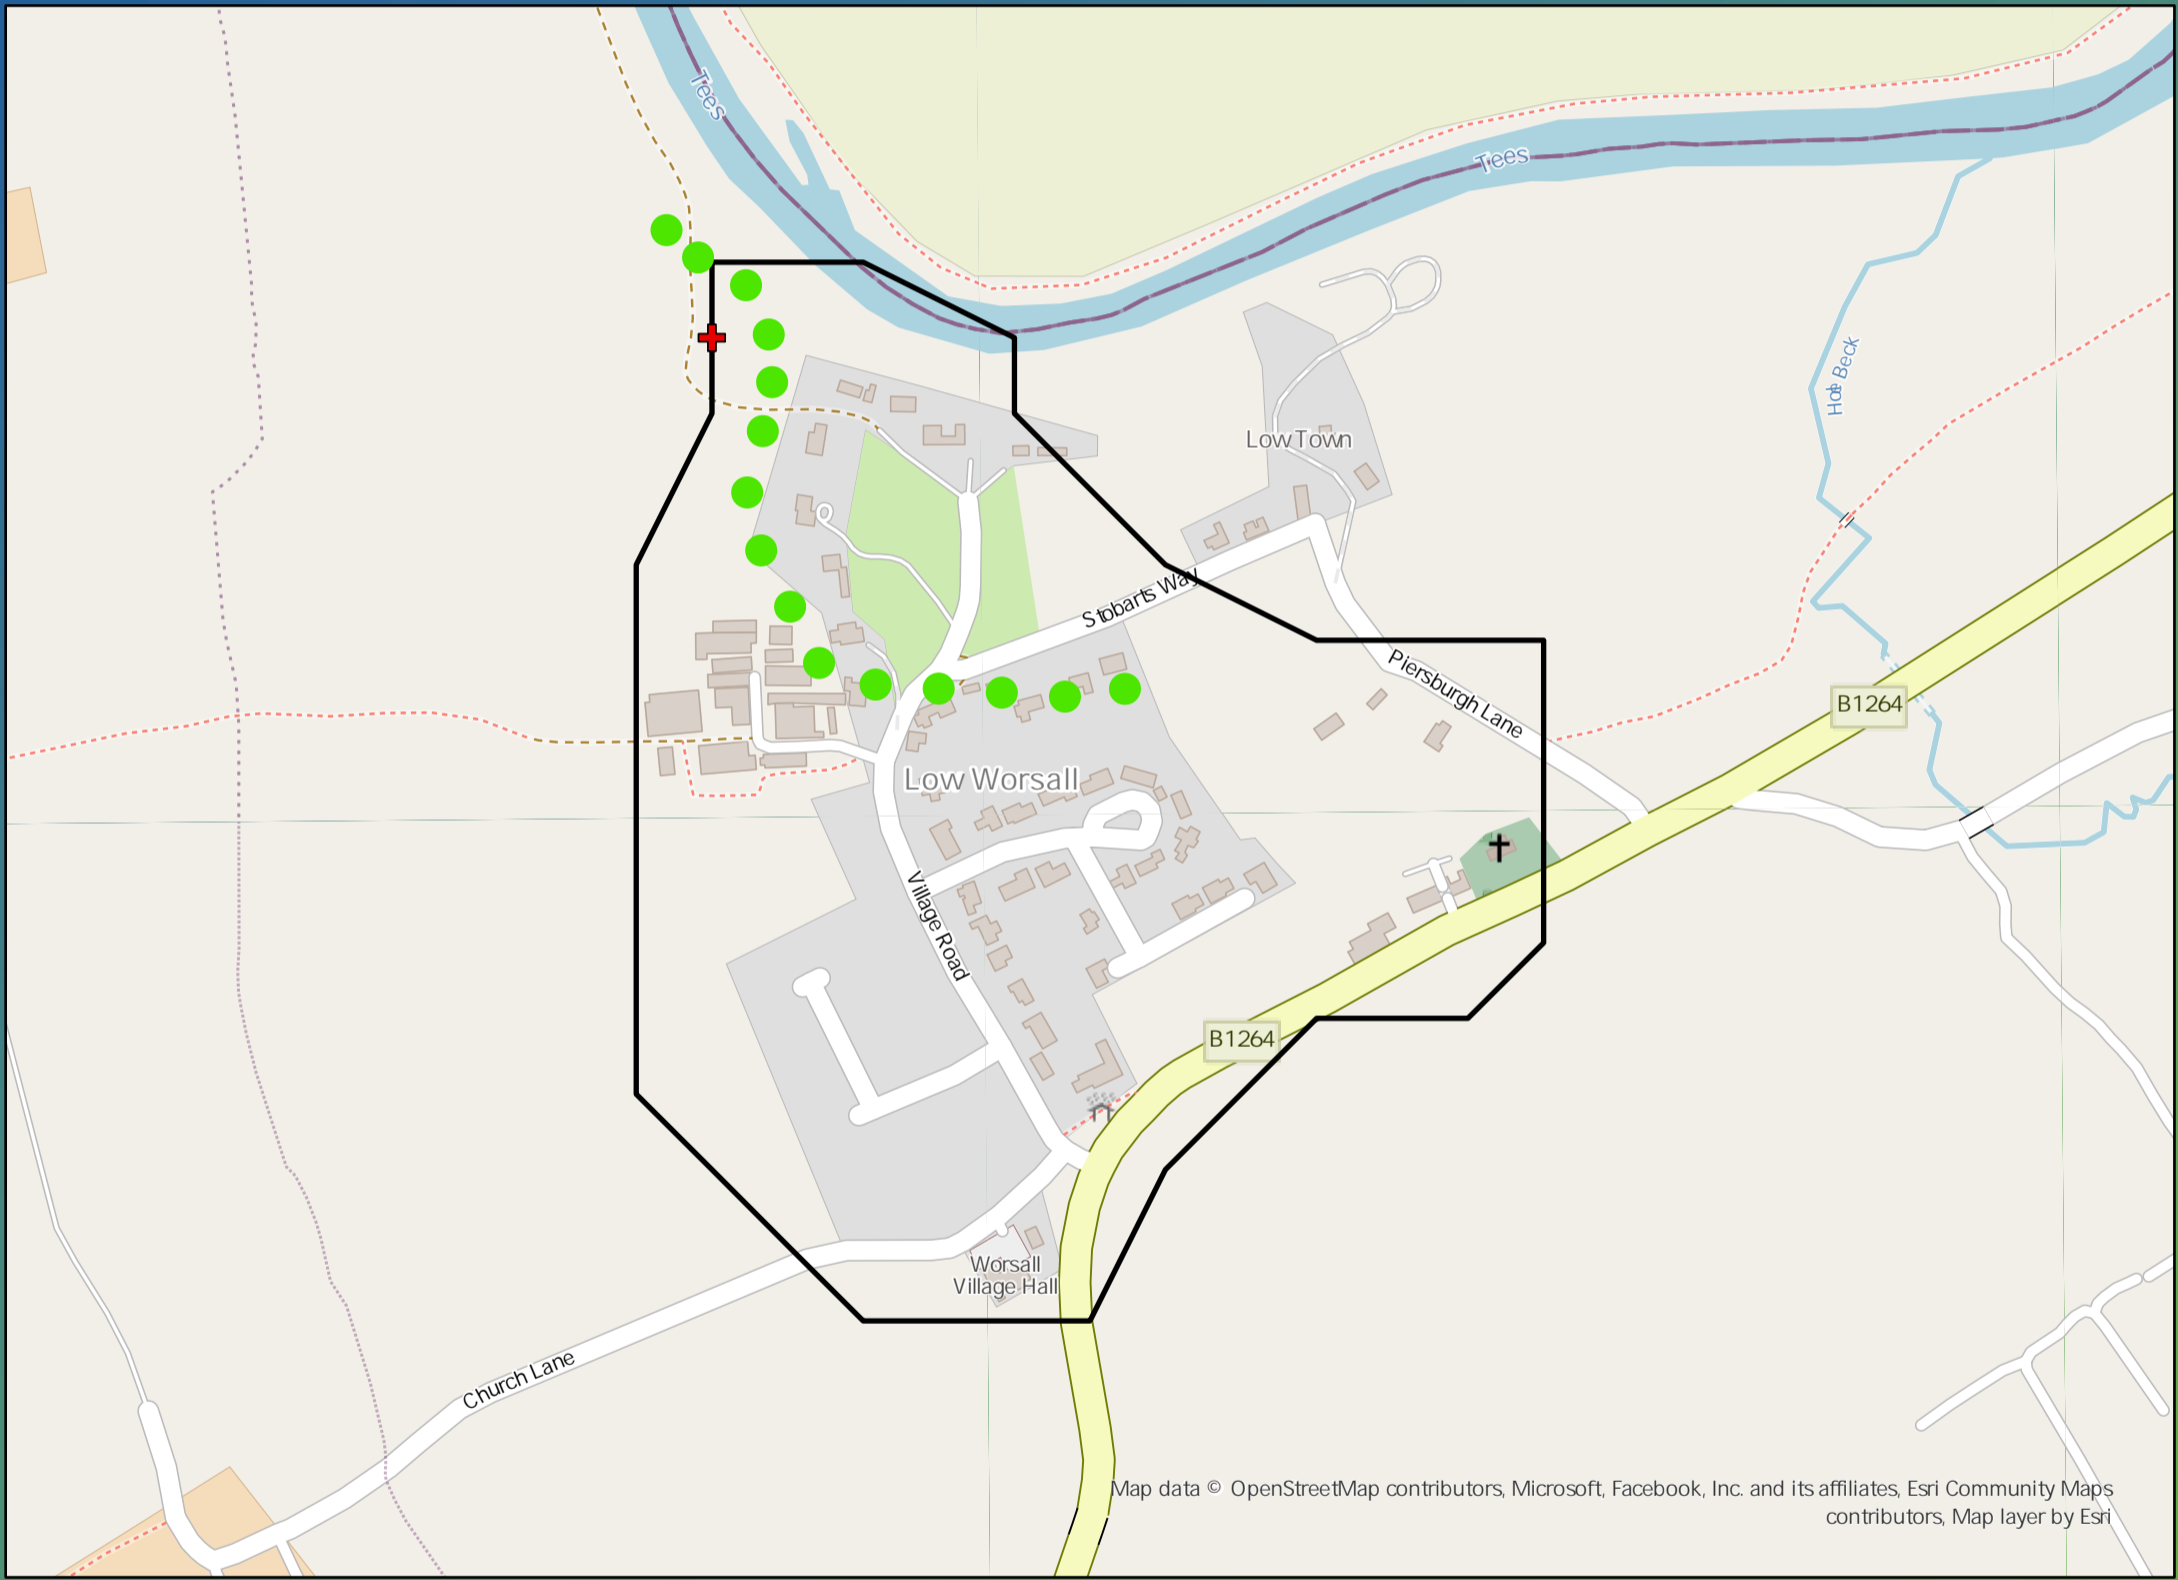 Tees
Tees
Hole Beck
Low Town
Stobarts Way
Piersburgh Lane
B1264
Low Worsall
Village Road
B1264
Worsall
Village Hall
Church Lane
Map data © OpenStreetMap contributors, Microsoft, Facebook, Inc. and its affiliates, Esri Community Maps
contributors, Map layer by Esri